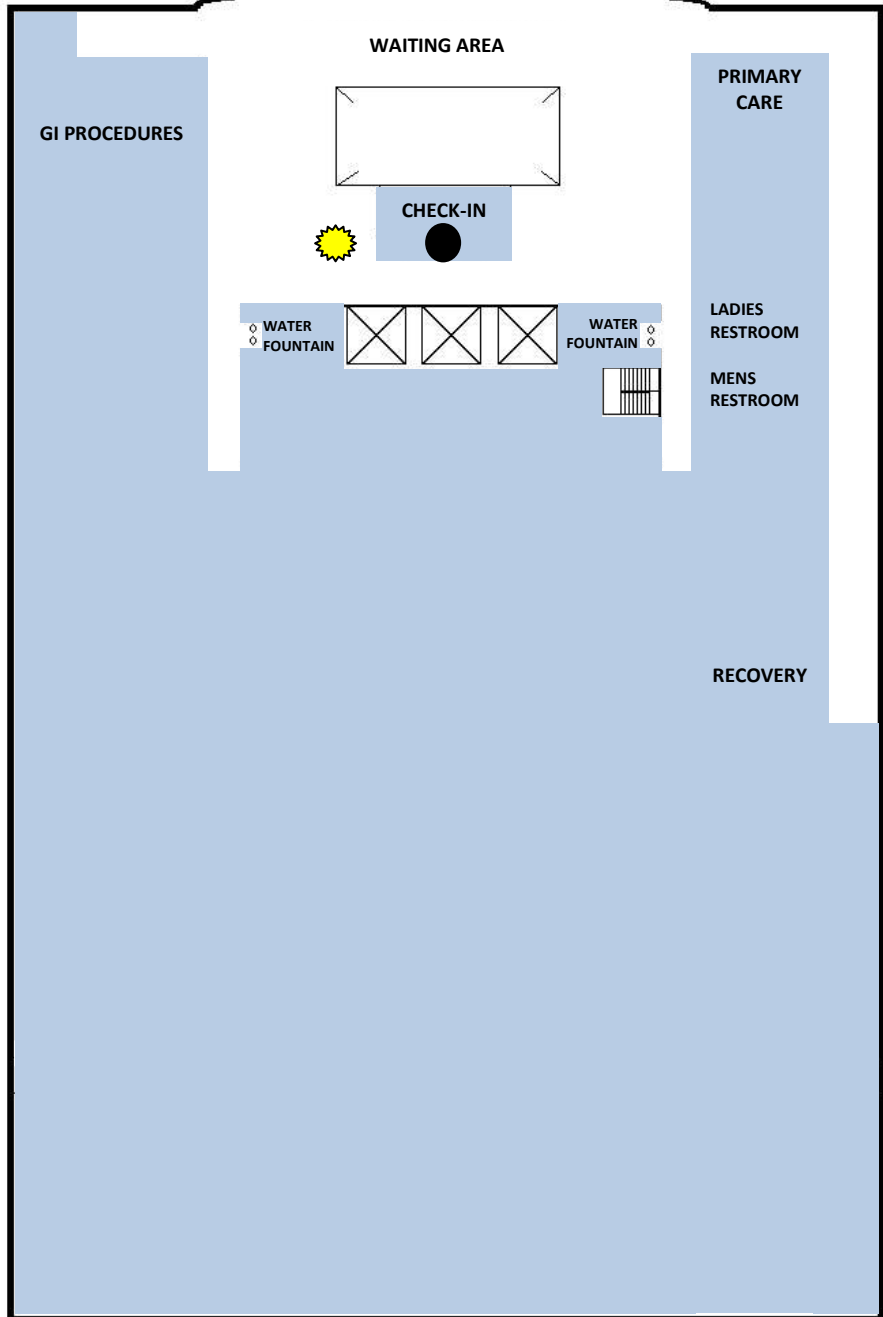 WAITING AREA
PRIMARY
CARE
GI PROCEDURES
CHECK-IN
WATER
FOUNTAIN
WATER
FOUNTAIN
LADIES
RESTROOM
MENS
RESTROOM
RECOVERY